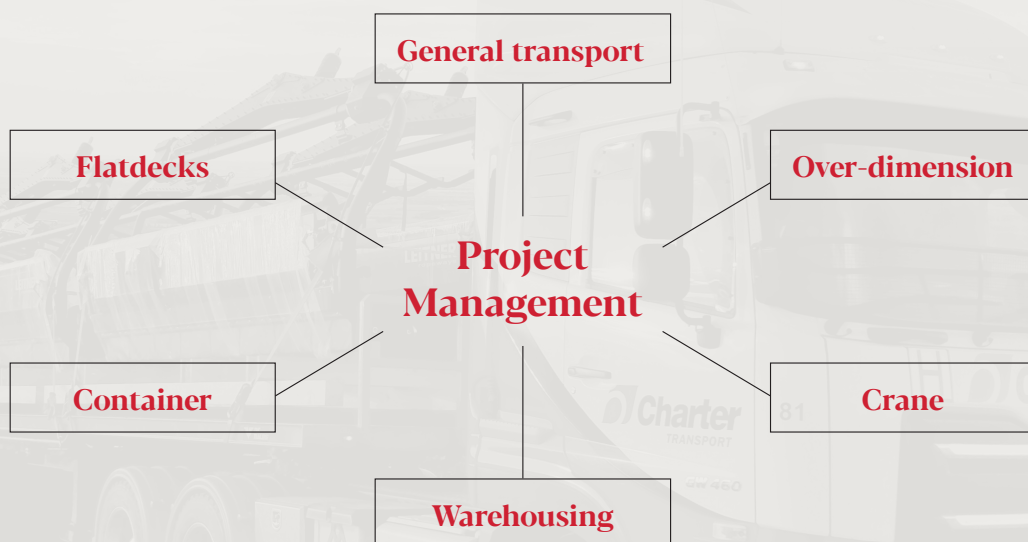 General transport
Flatdecks
Over-dimension
Project
Management
Container
Crane
Warehousing
Charter
TRANSPORT
81